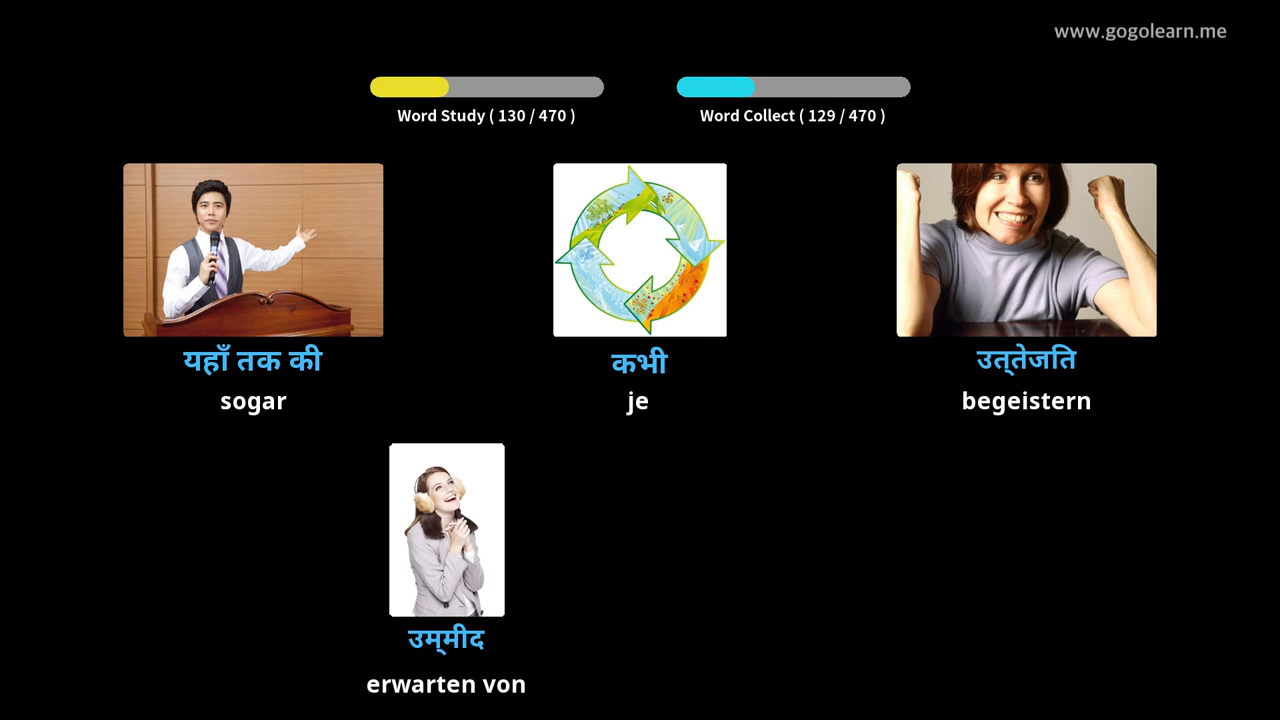 www.gogolearn.me
Word Study ( 130 / 470 )
Word Collect ( 129 / 470 )
यहाँ तक की
कभी
उत्तेजति
sogar
je
begeistern
उम्मीद
erwarten von